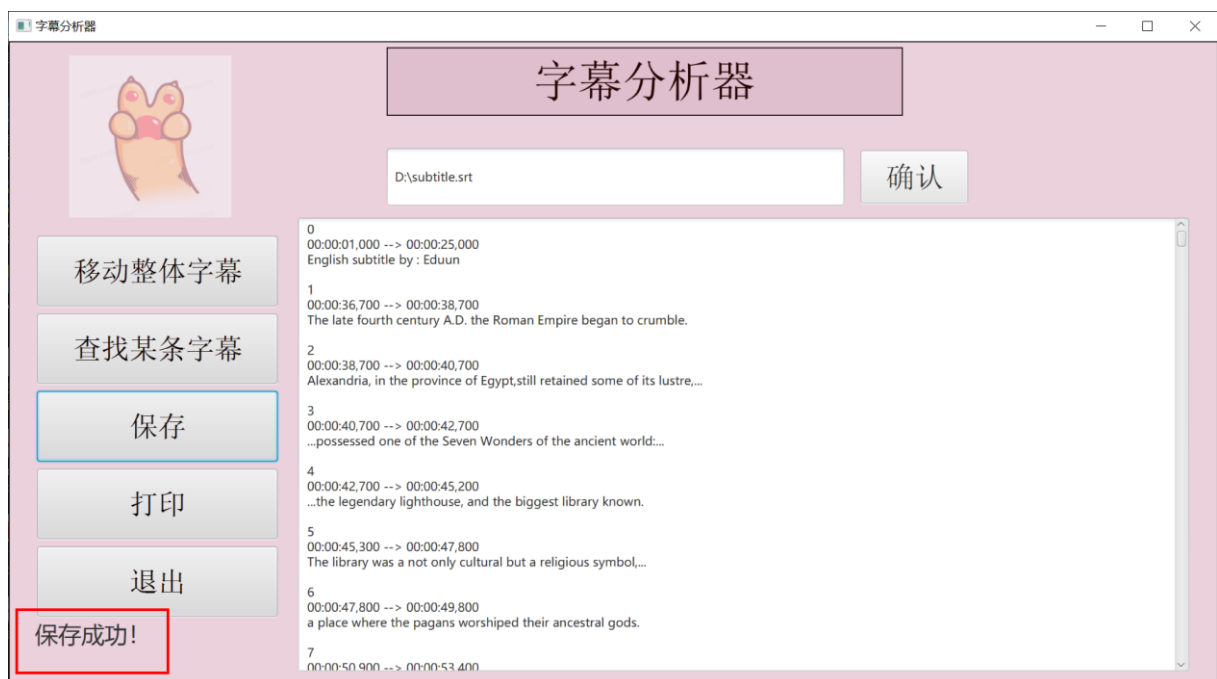 字幕分析器
字幕分析器
D:\subtitle.srt
确认
移动整体字幕
查找某条字幕
保存
打印
退出
保存成功!
0
00:00:01,000 --> 00:00:25,000
English subtitle by : Eduun
1
00:00:36,700 --> 00:00:38,700
The late fourth century A.D. the Roman Empire began to crumble.
2
00:00:38,700 --> 00:00:40,700
Alexandria, in the province of Egypt,still retained some of its lustre,...
3
00:00:40,700 --> 00:00:42,700
...possessed one of the Seven Wonders of the ancient world:...
4
00:00:42,700 --> 00:00:45,200
...the legendary lighthouse, and the biggest library known.
5
00:00:45,300 --> 00:00:47,800
The library was a not only cultural but a religious symbol,...
6
00:00:47,800 --> 00:00:49,800
a place where the pagans worshiped their ancestral gods.
7
00:00:50,900 --> 00:00:53,400